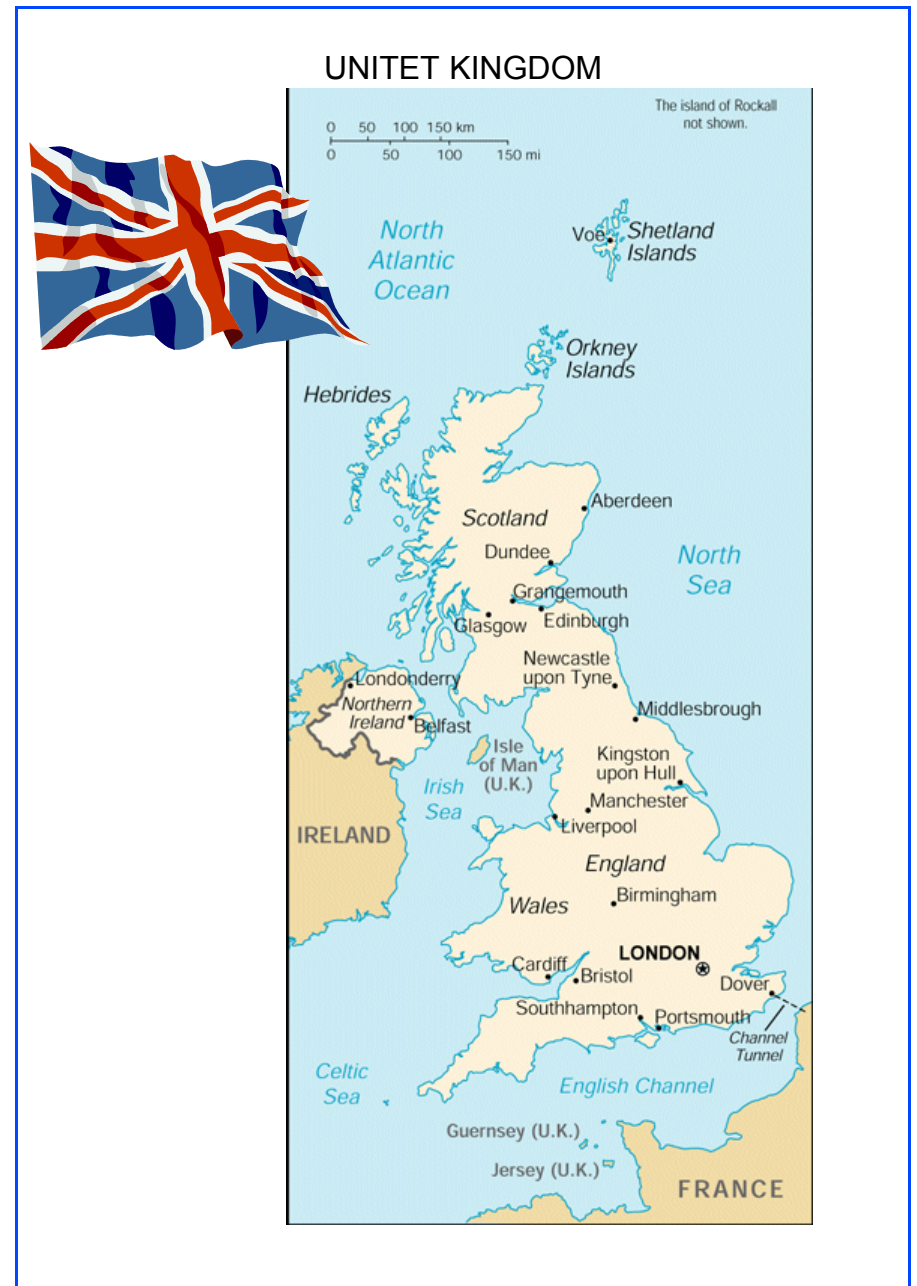 UNITET KINGDOM
The island of Rockall
not shown.
0 50 100 150 km
0 50 100 150 mi
North
Atlantic
Ocean
Voe
Shetland
Islands
Orkney
Islands
Hebrides
Aberdeen
Scotland
Dundee
North
Sea
Grangemouth
Glasgow
Edinburgh
Newcastle
upon Tyne
Londonderry
Northern
Ireland
Belfast
Middlesbrough
Isle
of Man
(U.K.)
Kingston
upon Hull
Irish
Sea
Manchester
Liverpool
IRELAND
England
Birmingham
Wales
LONDON
Cardiff
Bristol
Dover
Southhampton
Portsmouth
Channel
Tunnel
Celtic
Sea
English Channel
Guernsey (U.K.)
Jersey (U.K.)
FRANCE